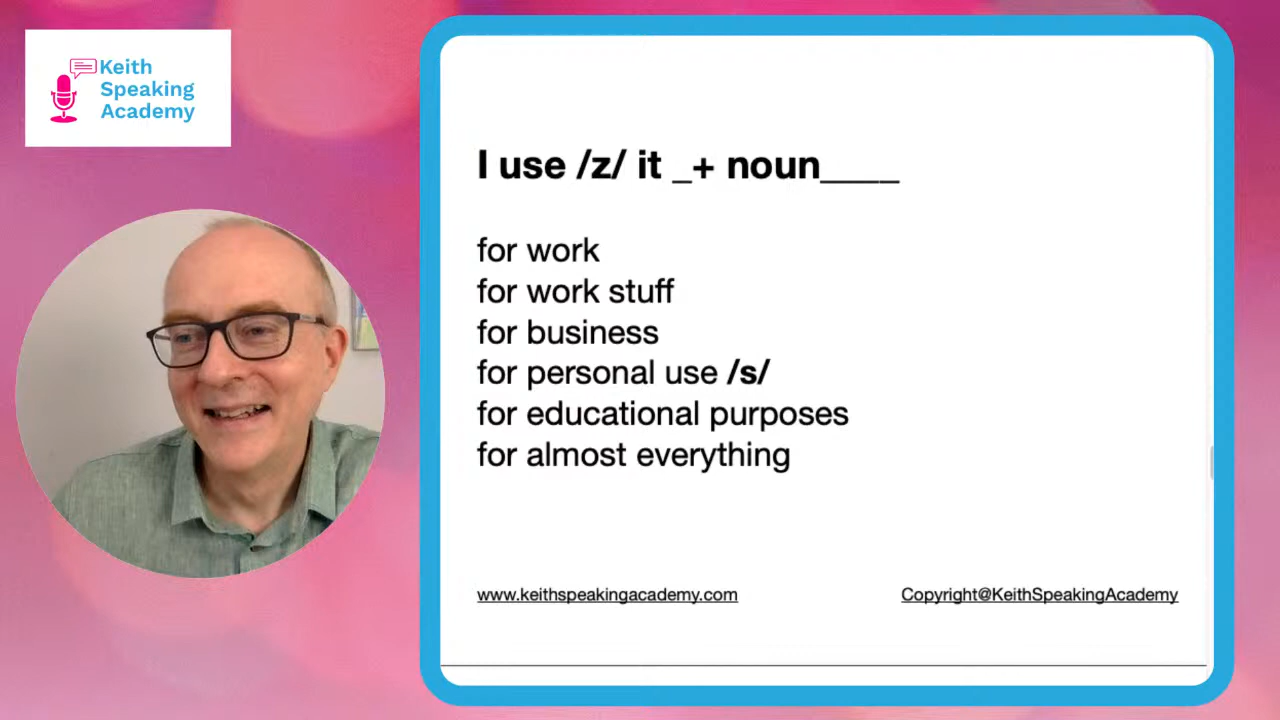 Keith
Speaking
Academy
I use /z/ it _+ noun____
for work
for work stuff
for business
for personal use /s/
for educational purposes
for almost everything
www.keithspeakingacademy.com
Copyright@KeithSpeakingAcademy